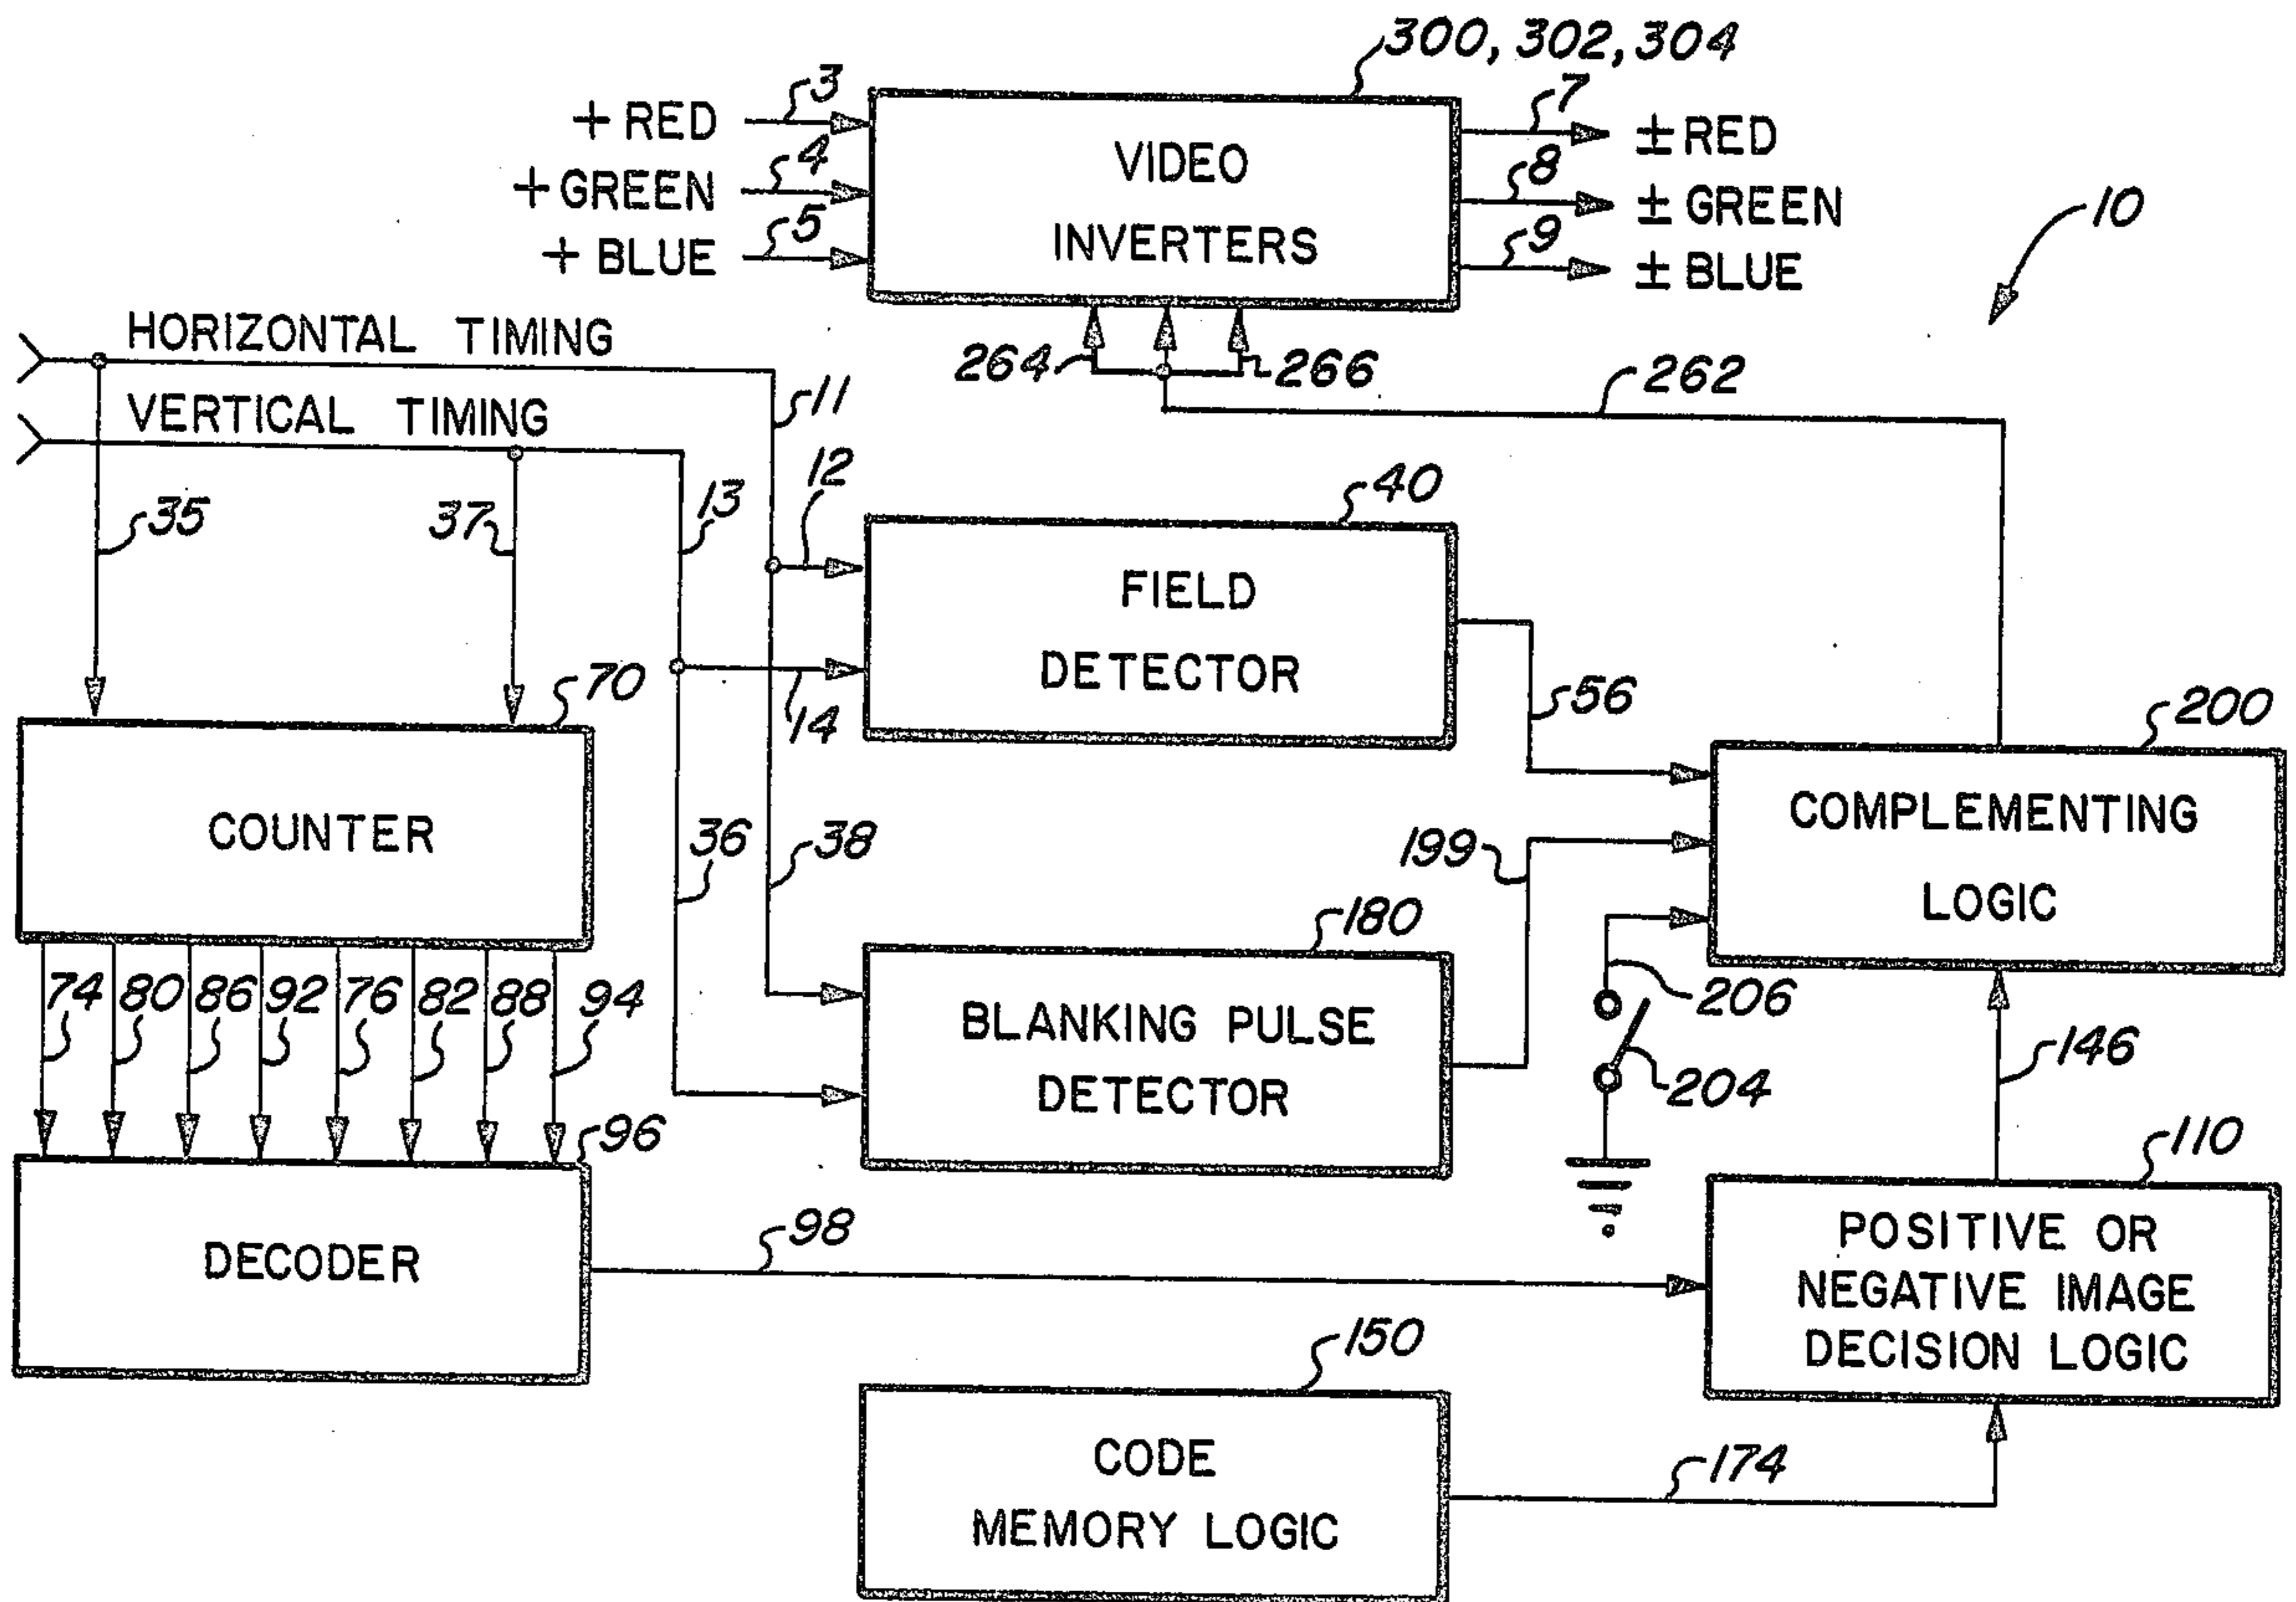 300, 302, 304
+ RED 3
+ GREEN 4
+ BLUE 5
VIDEO
INVERTERS
7 ± RED
8 ± GREEN
9 ± BLUE
10
264
266
262
HORIZONTAL TIMING
VERTICAL TIMING
11
12
13
14
35
37
40
FIELD
DETECTOR
56
70
COUNTER
36
38
199
200
COMPLEMENTING
LOGIC
74 80 86 92 76 82 88 94
180
BLANKING PULSE
DETECTOR
206
204
146
96
DECODER
98
110
POSITIVE OR
NEGATIVE IMAGE
DECISION LOGIC
150
CODE
MEMORY LOGIC
174